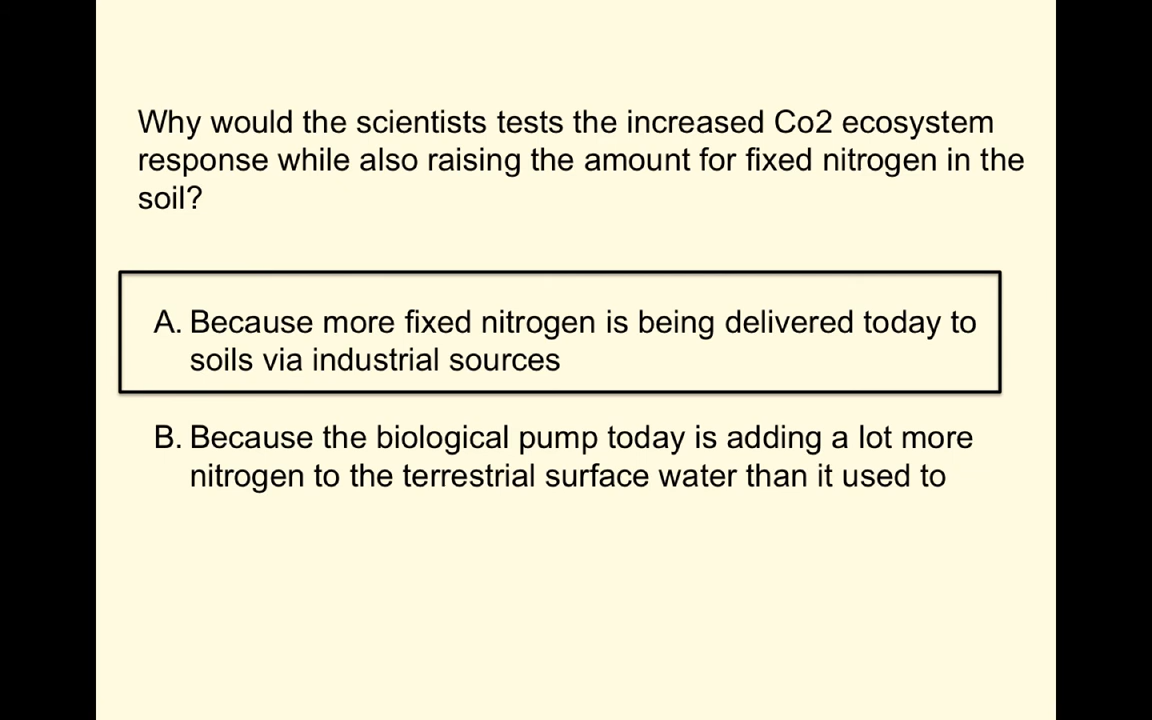 Why would the scientists tests the increased Co2 ecosystem
response while also raising the amount for fixed nitrogen in the
soil?
A. Because more fixed nitrogen is being delivered today to
soils via industrial sources
B. Because the biological pump today is adding a lot more
nitrogen to the terrestrial surface water than it used to